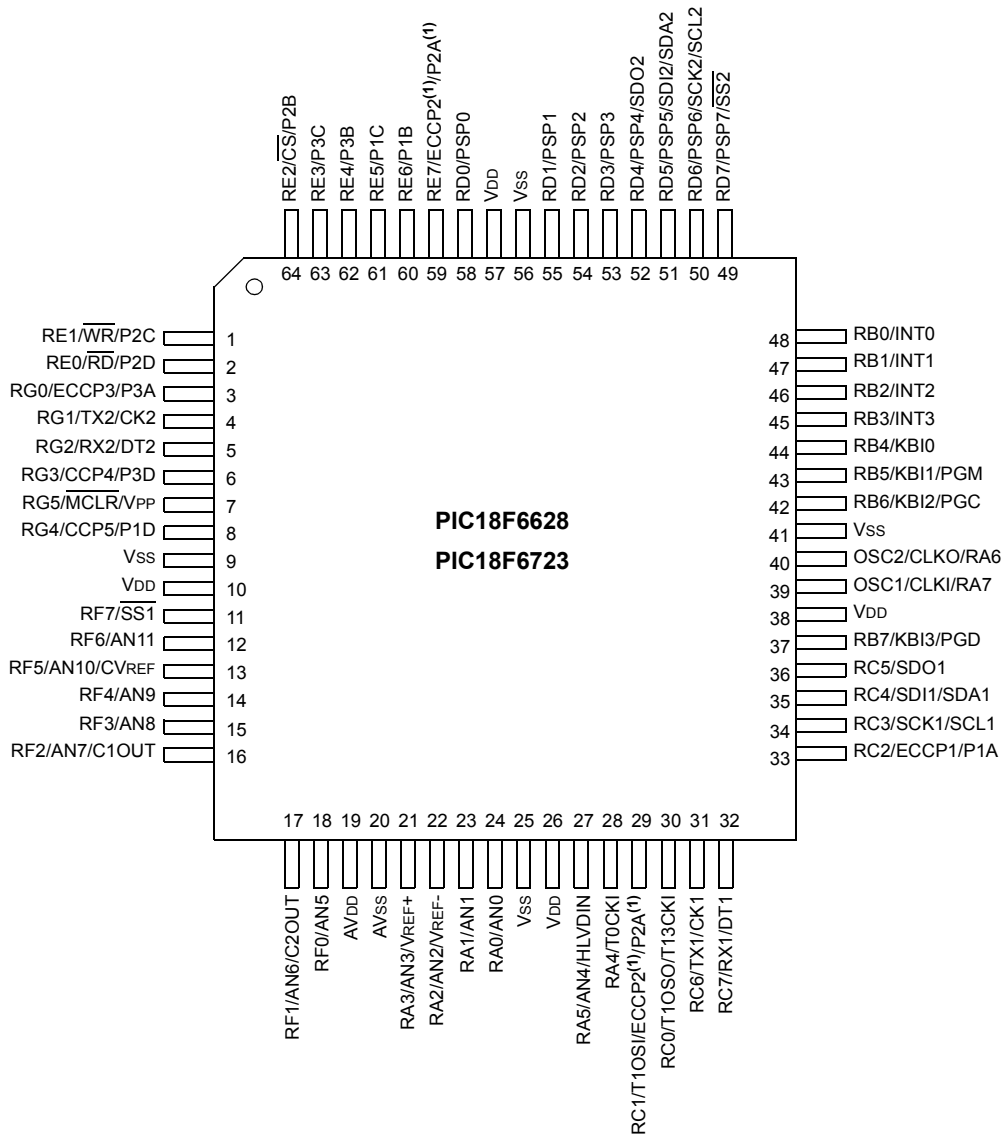 RE2/CS/P2B
RE3/P3C
RE4/P3B
RE5/P1C
RE6/P1B
RE7/ECCP2(1)/P2A(1)
RD0/PSP0
VDD
VSS
RD1/PSP1
RD2/PSP2
RD3/PSP3
RD4/PSP4/SDO2
RD5/PSP5/SDI2/SDA2
RD6/PSP6/SCK2/SCL2
RD7/PSP7/SS2
64 63 62 61 60 59 58 57 56 55 54 53 52 51 50 49
RE1/WR/P2C 1
RE0/RD/P2D 2
RG0/ECCP3/P3A 3
RG1/TX2/CK2 4
RG2/RX2/DT2 5
RG3/CCP4/P3D 6
RG5/MCLR/VPP 7
RG4/CCP5/P1D 8
VSS 9
VDD 10
RF7/SS1 11
RF6/AN11 12
RF5/AN10/CVREF 13
RF4/AN9 14
RF3/AN8 15
RF2/AN7/C1OUT 16
PIC18F6628
PIC18F6723
48 RB0/INT0
47 RB1/INT1
46 RB2/INT2
45 RB3/INT3
44 RB4/KBI0
43 RB5/KBI1/PGM
42 RB6/KBI2/PGC
41 VSS
40 OSC2/CLKO/RA6
39 OSC1/CLKI/RA7
38 VDD
37 RB7/KBI3/PGD
36 RC5/SDO1
35 RC4/SDI1/SDA1
34 RC3/SCK1/SCL1
33 RC2/ECCP1/P1A
17 18 19 20 21 22 23 24 25 26 27 28 29 30 31 32
RF1/AN6/C2OUT
RF0/AN5
AVDD
AVSS
RA3/AN3/VREF+
RA2/AN2/VREF-
RA1/AN1
RA0/AN0
VSS
VDD
RA5/AN4/HLVDIN
RA4/T0CKI
RC1/T1OSI/ECCP2(1)/P2A(1)
RC0/T1OSO/T13CKI
RC6/TX1/CK1
RC7/RX1/DT1